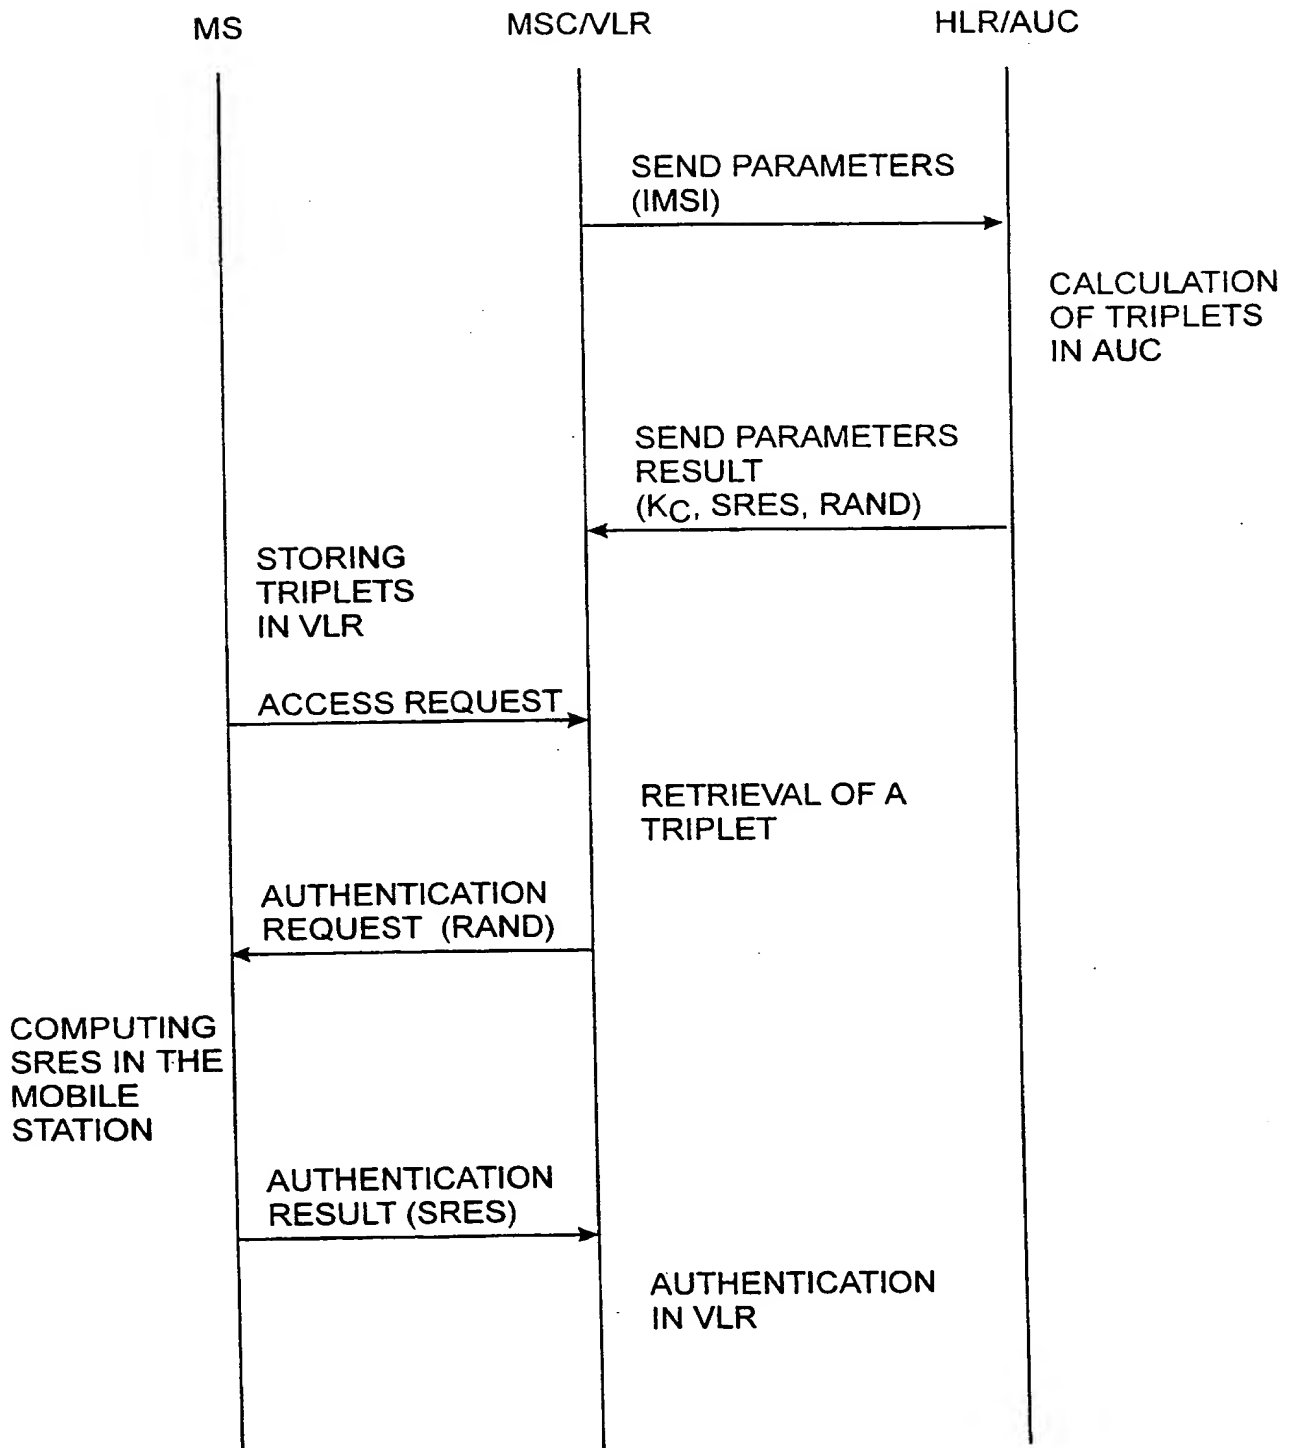 MS
MSC/VLR
HLR/AUC
SEND PARAMETERS
(IMSI)
CALCULATION
OF TRIPLETS
IN AUC
SEND PARAMETERS
RESULT
(KC, SRES, RAND)
STORING
TRIPLETS
IN VLR
ACCESS REQUEST
RETRIEVAL OF A
TRIPLET
AUTHENTICATION
REQUEST (RAND)
COMPUTING
SRES IN THE
MOBILE
STATION
AUTHENTICATION
RESULT (SRES)
AUTHENTICATION
IN VLR